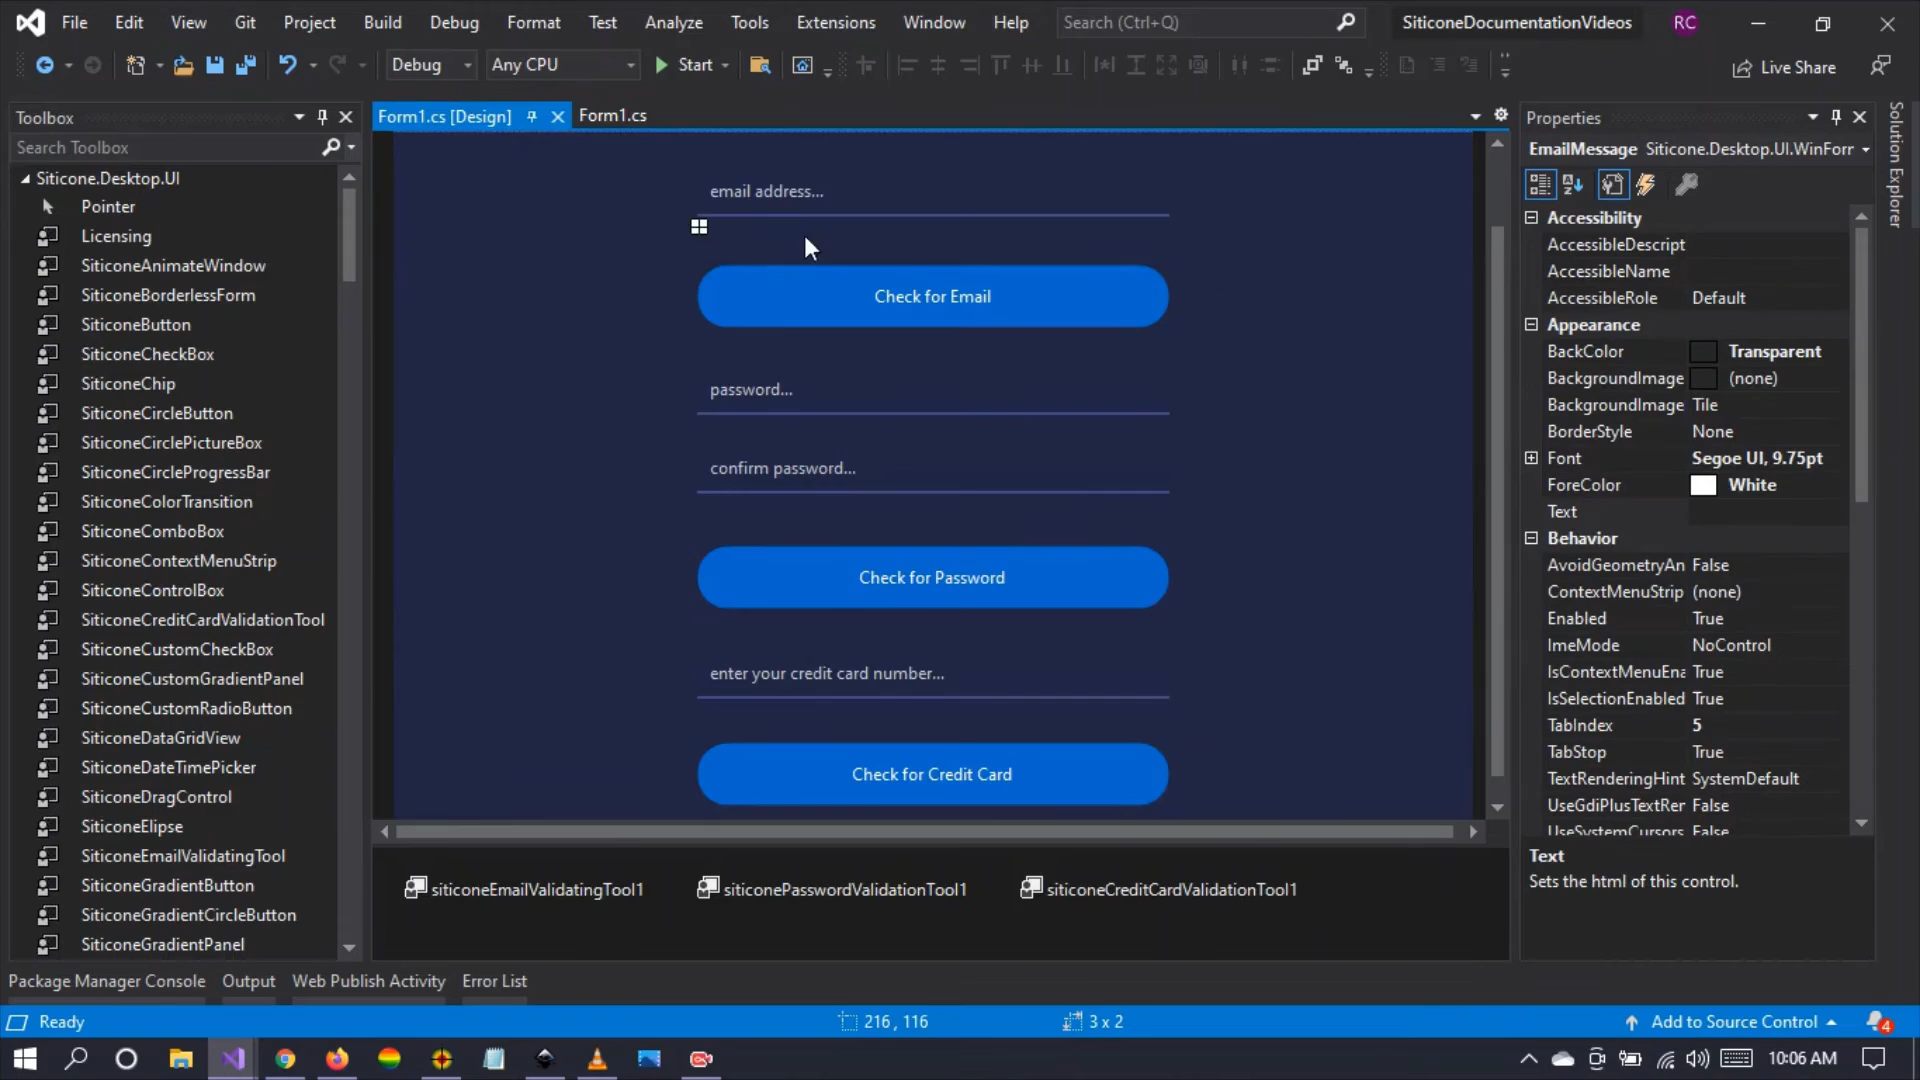 File Edit View Git Project Build Debug Format Test Analyze Tools Extensions Window Help Search (Ctrl+Q) SiticoneDocumentationVideos RC
Debug Any CPU Start Live Share
Toolbox
Search Toolbox
Siticone.Desktop.UI
Pointer
Licensing
SiticoneAnimateWindow
SiticoneBorderlessForm
SiticoneButton
SiticoneCheckBox
SiticoneChip
SiticoneCircleButton
SiticoneCirclePictureBox
SiticoneCircleProgressBar
SiticoneColorTransition
SiticoneComboBox
SiticoneContextMenuStrip
SiticoneControlBox
SiticoneCreditCardValidationTool
SiticoneCustomCheckBox
SiticoneCustomGradientPanel
SiticoneCustomRadioButton
SiticoneDataGridView
SiticoneDateTimePicker
SiticoneDragControl
SiticoneElipse
SiticoneEmailValidatingTool
SiticoneGradientButton
SiticoneGradientCircleButton
SiticoneGradientPanel
Form1.cs [Design] Form1.cs
email address...
Check for Email
password...
confirm password...
Check for Password
enter your credit card number...
Check for Credit Card
siticoneEmailValidatingTool1 siticonePasswordValidationTool1 siticoneCreditCardValidationTool1
Properties
EmailMessage Siticone.Desktop.UI.WinForr
Accessibility
AccessibleDescript
AccessibleName
AccessibleRole Default
Appearance
BackColor Transparent
BackgroundImage (none)
BackgroundImage Tile
BorderStyle None
Font Segoe UI, 9.75pt
ForeColor White
Text
Behavior
AvoidGeometryAn False
ContextMenuStrip (none)
Enabled True
ImeMode NoControl
IsContextMenuEna True
IsSelectionEnabled True
TabIndex 5
TabStop True
TextRenderingHint SystemDefault
UseGdiPlusTextRer False
UseSystemCursors False
Text
Sets the html of this control.
Solution Explorer
Package Manager Console Output Web Publish Activity Error List
Ready 216 , 116 3 x 2 Add to Source Control 4
10:06 AM